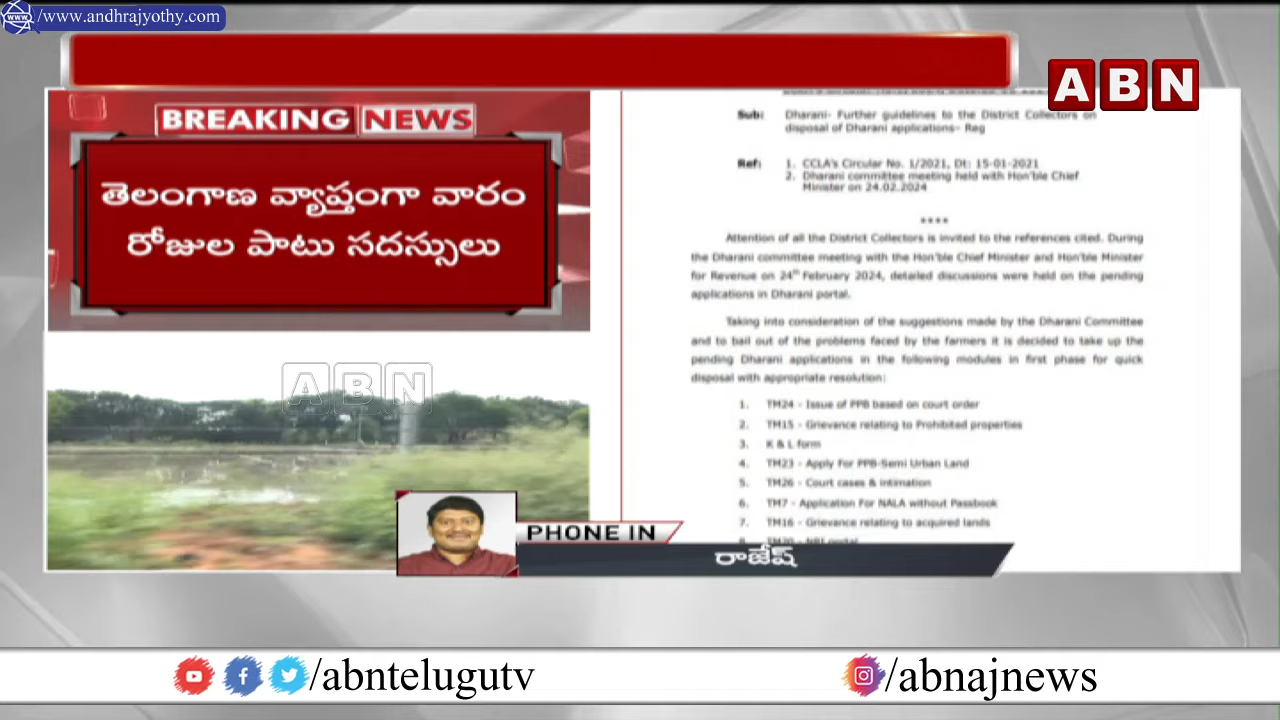 /www.andhrajyothy.com
ABN
BREAKING NEWS
తెలంగాణ వ్యాప్తంగా వారం
రోజుల పాటు సదస్సులు
Sub: Dharani- Further guidelines to the District Collectors on
disposal of Dharani applications- Reg
Ref: 1. CCLA's Circular No. 1/2021, Dt: 15-01-2021
2. Dharani committee meeting held with Hon'ble Chief
Minister on 24.02.2024
****
Attention of all the District Collectors is invited to the references cited. During
the Dharani committee meeting with the Hon'ble Chief Minister and Hon'ble Minister
for Revenue on 24th February 2024, detailed discussions were held on the pending
applications in Dharani portal.
Taking into consideration of the suggestions made by the Dharani Committee
and to bail out of the problems faced by the farmers it is decided to take up the
pending Dharani applications in the following modules in first phase for quick
disposal with appropriate resolution:
1. TM24 - Issue of PPB based on court order
2. TM15 - Grievance relating to Prohibited properties
3. K & L form
4. TM23 - Apply For PPB-Semi Urban Land
5. TM26 - Court cases & intimation
6. TM7 - Application For NALA without Passbook
7. TM16 - Grievance relating to acquired lands
8. TM20 - NRI portal
ABN
PHONE IN
రాజేష్
/abntelugutv
/abnajnews